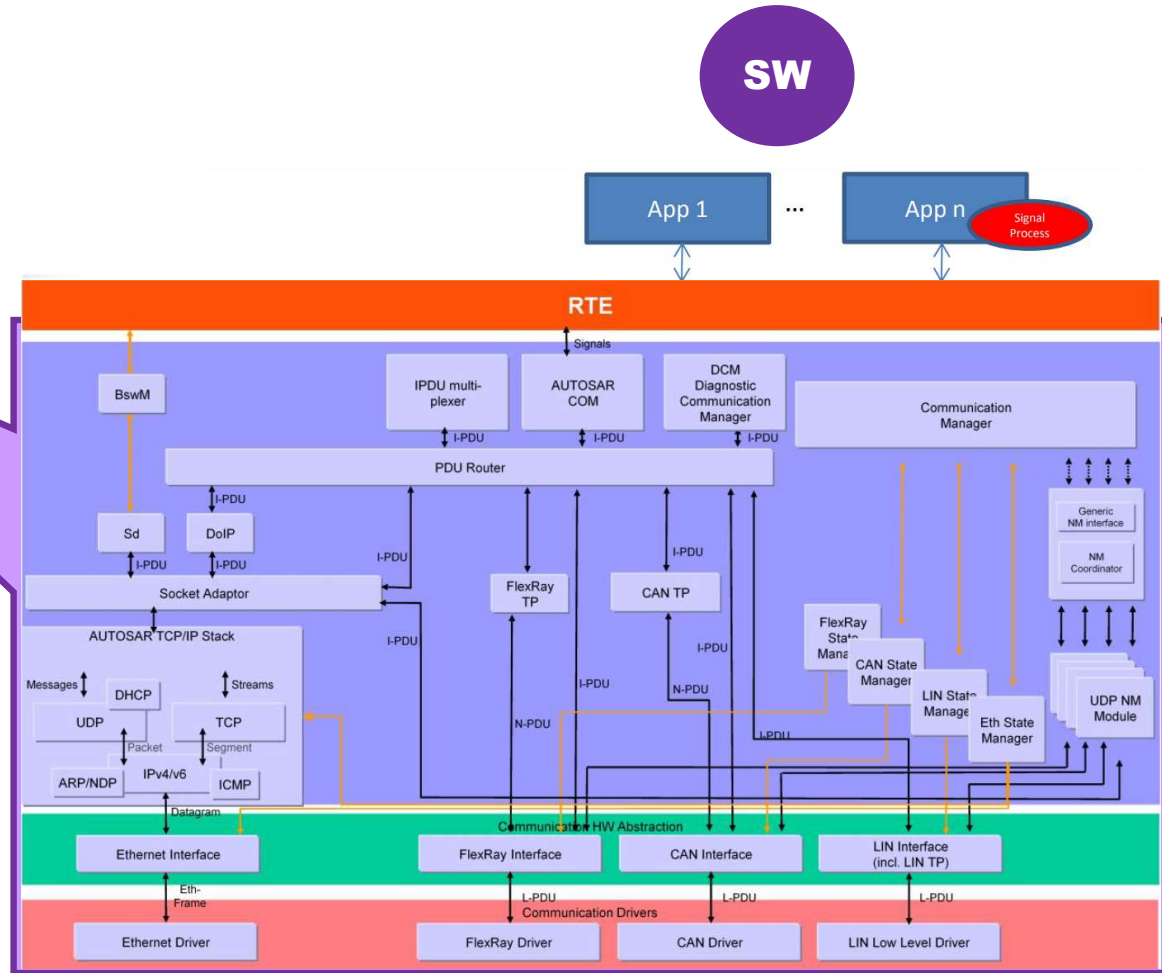 SW
App 1
...
App n
Signal
Process
RTE
Signals
BswM
IPDU multi-
plexer
AUTOSAR
COM
DCM
Diagnostic
Communication
Manager
Communication
Manager
I-PDU
I-PDU
I-PDU
PDU Router
I-PDU
Generic
NM interface
NM
Coordinator
Sd
DoIP
I-PDU
I-PDU
I-PDU
I-PDU
Socket Adaptor
FlexRay
TP
CAN TP
AUTOSAR TCP/IP Stack
I-PDU
I-PDU
I-PDU
FlexRay
State
CAN State
Manager
LIN State
Eth State
Manager
UDP NM
Module
Messages
DHCP
Streams
UDP
TCP
N-PDU
N-PDU
Packet
Segment
IPv4/v6
ARP/NDP
ICMP
Datagram
Communication HW Abstraction
Ethernet Interface
FlexRay Interface
CAN Interface
LIN Interface
(incl. LIN TP)
Eth-
Frame
L-PDU
L-PDU
L-PDU
Communication Drivers
Ethernet Driver
FlexRay Driver
CAN Driver
LIN Low Level Driver